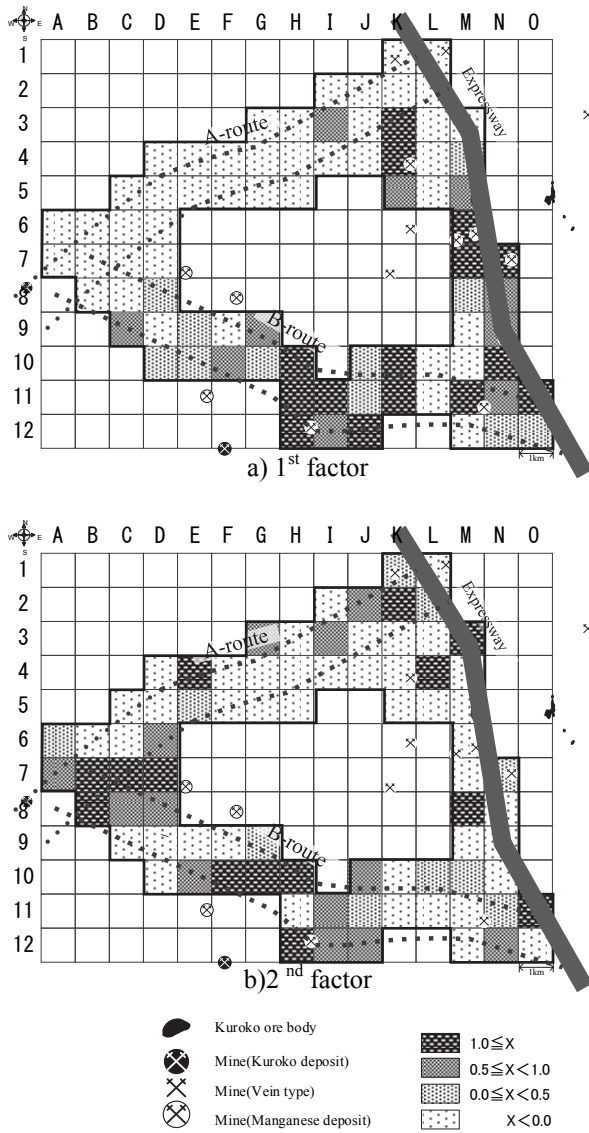 N
W E
S
A B C D E F G H I J K L M N O
1
2
3
4
5
6
7
8
9
10
11
12
A-route
Expressway
B-route
1km
a) 1st factor
N
W E
S
A B C D E F G H I J K L M N O
1
2
3
4
5
6
7
8
9
10
11
12
A-route
Expressway
B-route
1km
b)2 nd factor
Kuroko ore body
Mine(Kuroko deposit)
Mine(Vein type)
Mine(Manganese deposit)
1.0≦X
0.5≦X<1.0
0.0≦X<0.5
X<0.0